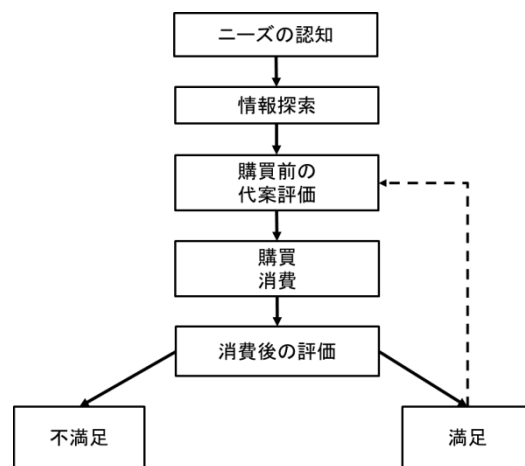 ニーズの認知
情報探索
購買前の
代案評価
購買
消費
消費後の評価
不満足
満足